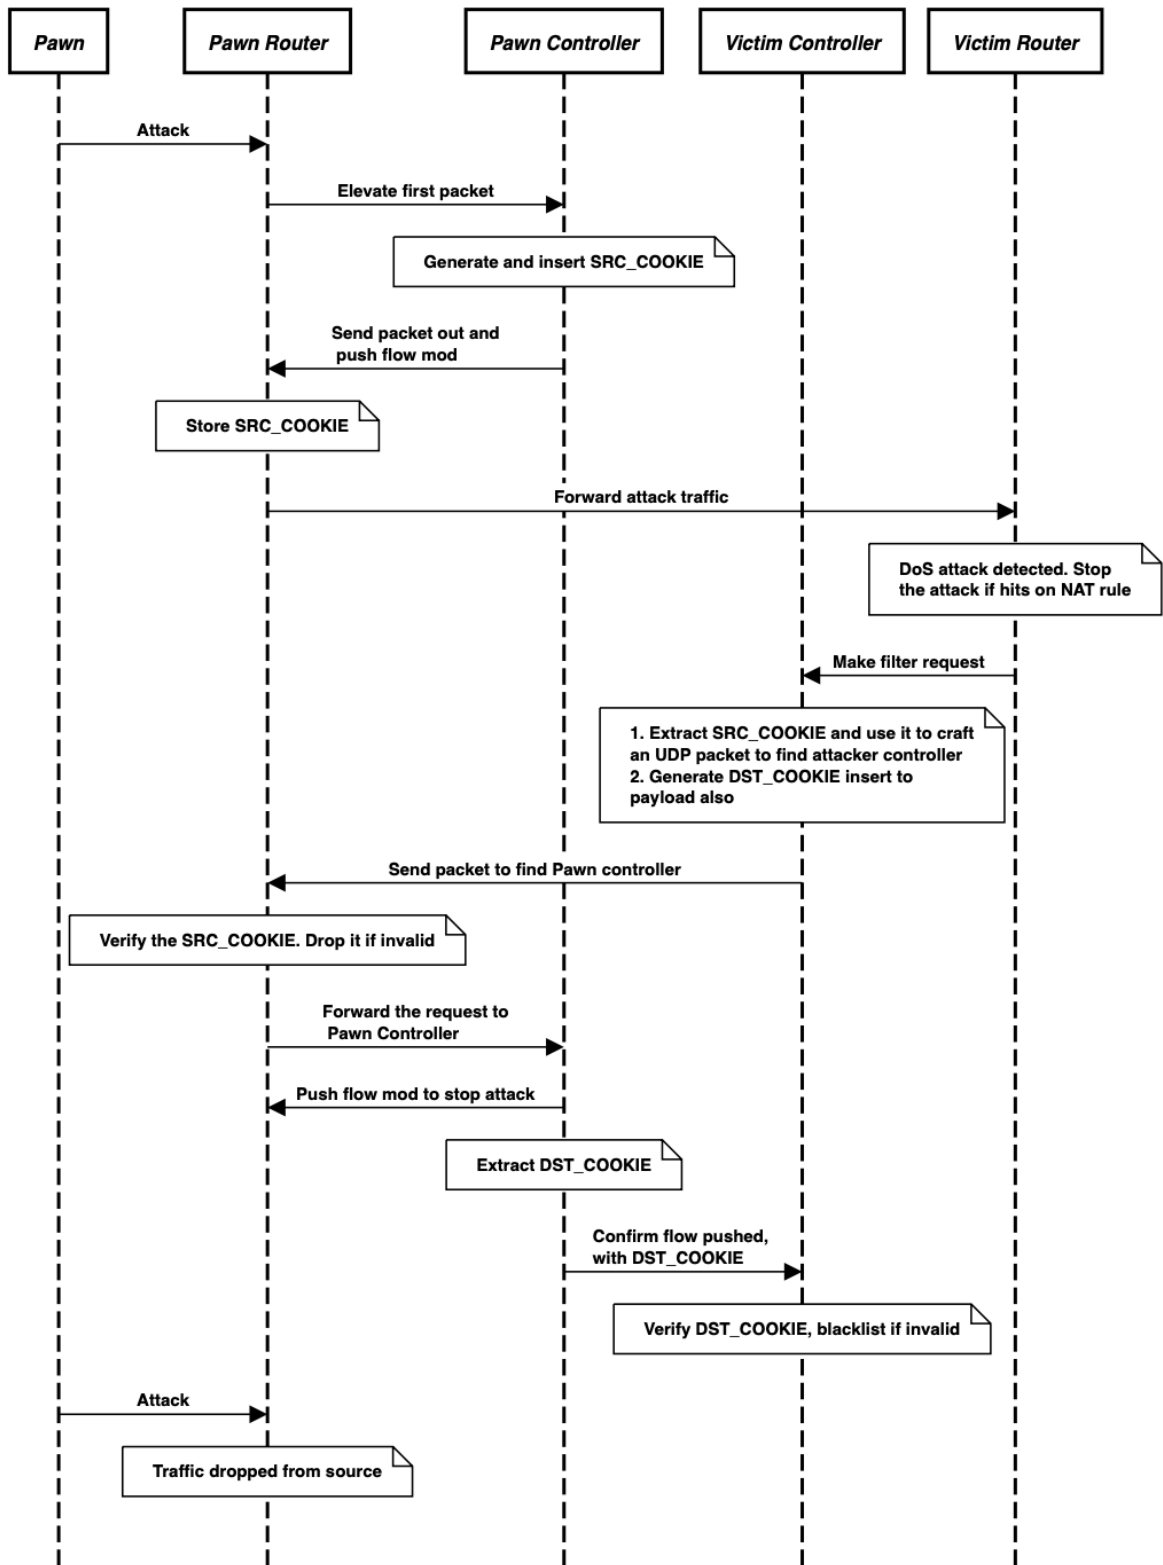 Pawn
Pawn Router
Pawn Controller
Victim Controller
Victim Router
Attack
Elevate first packet
Generate and insert SRC_COOKIE
Send packet out and
push flow mod
Store SRC_COOKIE
Forward attack traffic
DoS attack detected. Stop
the attack if hits on NAT rule
Make filter request
1. Extract SRC_COOKIE and use it to craft
an UDP packet to find attacker controller
2. Generate DST_COOKIE insert to
payload also
Send packet to find Pawn controller
Verify the SRC_COOKIE. Drop it if invalid
Forward the request to
Pawn Controller
Push flow mod to stop attack
Extract DST_COOKIE
Confirm flow pushed,
with DST_COOKIE
Verify DST_COOKIE, blacklist if invalid
Attack
Traffic dropped from source